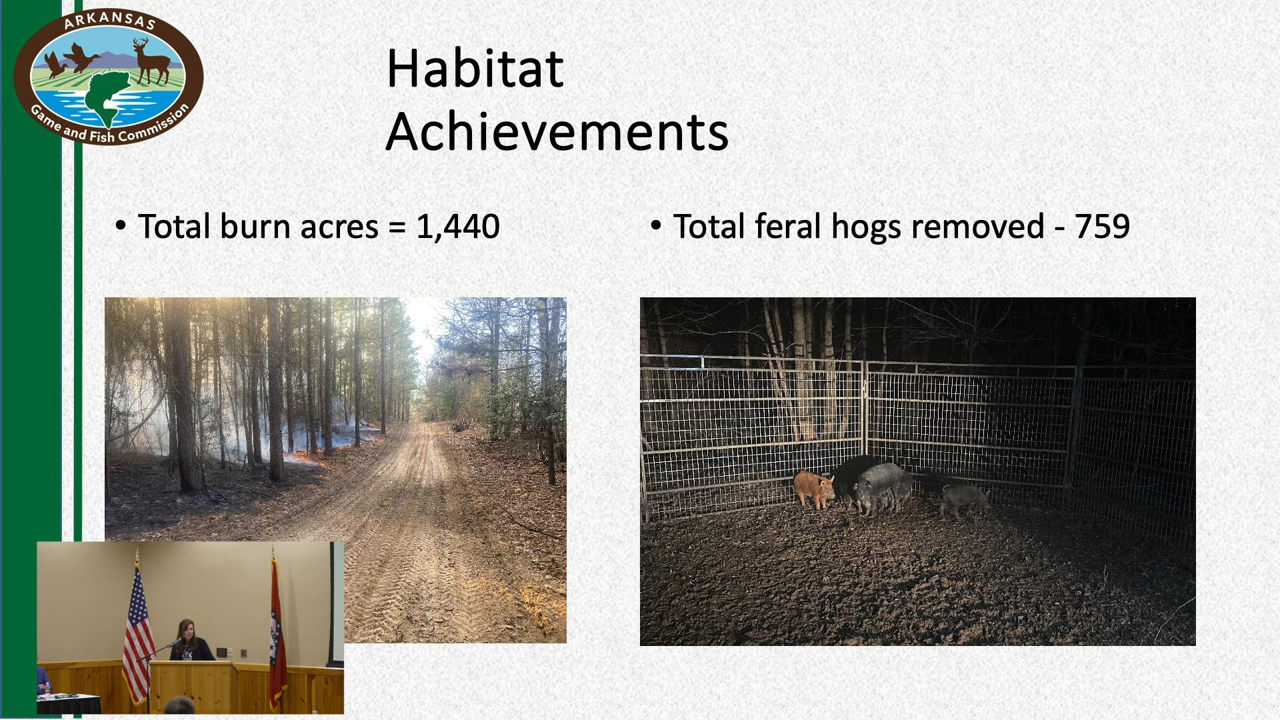 ARKANSAS
Game and Fish Commission
Habitat
Achievements
• Total burn acres = 1,440
• Total feral hogs removed - 759